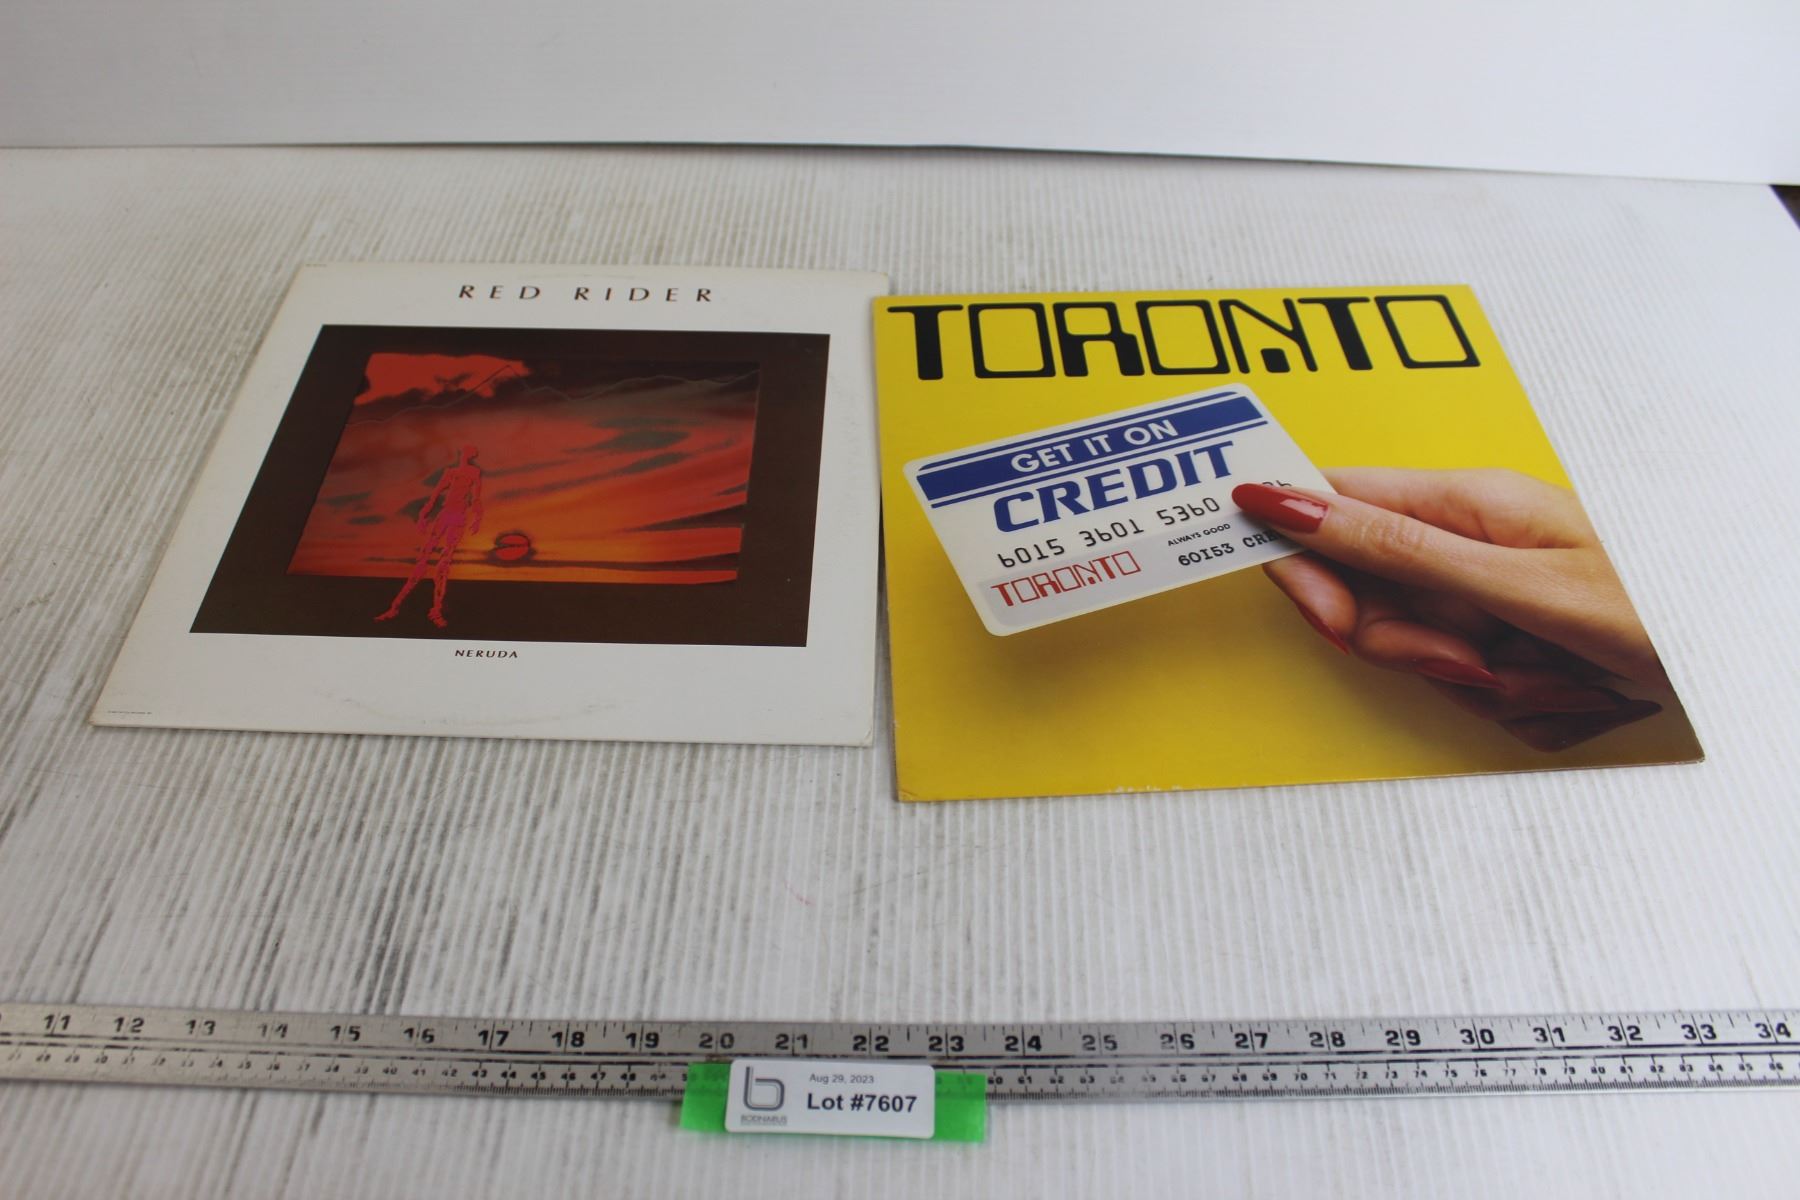 RED RIDER
NERUDA
TORONTO
GET IT ON
CREDIT
6015 3601 5360
ALWAYS GOOD
TORONTO
60153
11 12 13 14 15 16 17 18 19 20 21 22 23 24 25 26 27 28 29 30 31 32 33 34
Aug 29, 2023
Lot #7607
BODNARUS